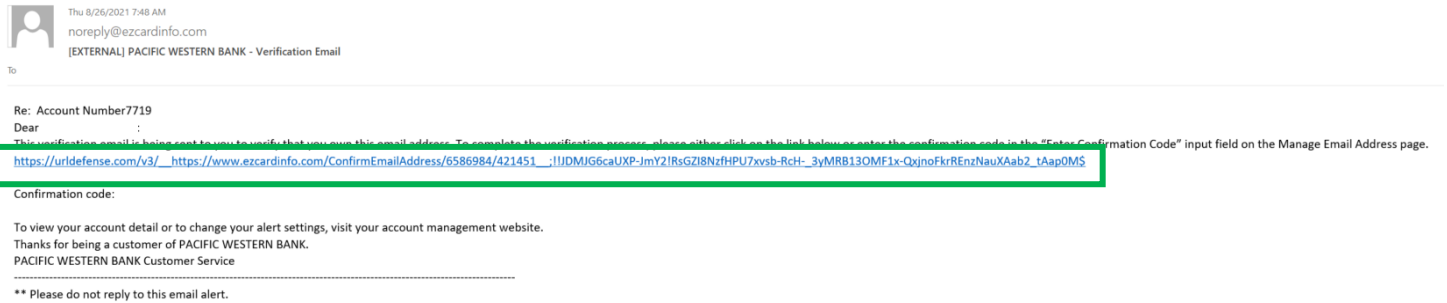 Thu 8/26/2021 7:48 AM
noreply@ezcardinfo.com
[EXTERNAL] PACIFIC WESTERN BANK - Verification Email
To
Re: Account Number7719
Dear :
This verification email is being sent to you to verify that you own this email address. To complete the verification process, please either click on the link below or enter the confirmation code in the "Enter Confirmation Code" input field on the Manage Email Address page.
https://urldefense.com/v3/__https://www.ezcardinfo.com/ConfirmEmailAddress/6586984/421451__;!!JDMJG6caUXP-JmY2!RsGZI8NzfHPU7xvsb-RcH-_3yMRB13OMF1x-QxjnoFkrREnzNauXAab2_tAap0M$
Confirmation code:
To view your account detail or to change your alert settings, visit your account management website.
Thanks for being a customer of PACIFIC WESTERN BANK.
PACIFIC WESTERN BANK Customer Service
--------------------------------------------------------------------------------------------------------------------------------
** Please do not reply to this email alert.